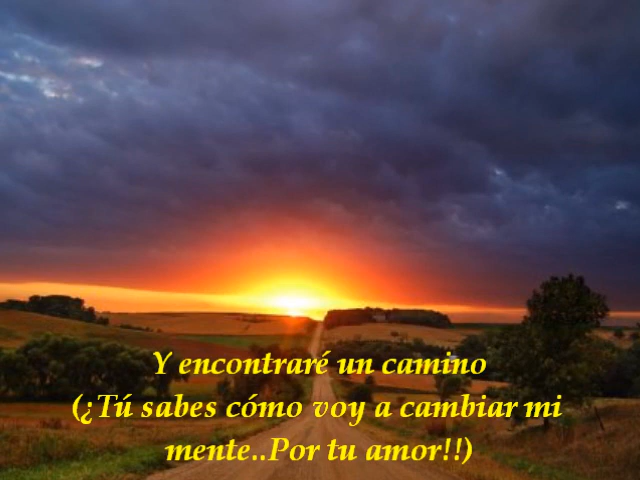 Y encontraré un camino
(¿Tú sabes cómo voy a cambiar mi
mente..Por tu amor!!)